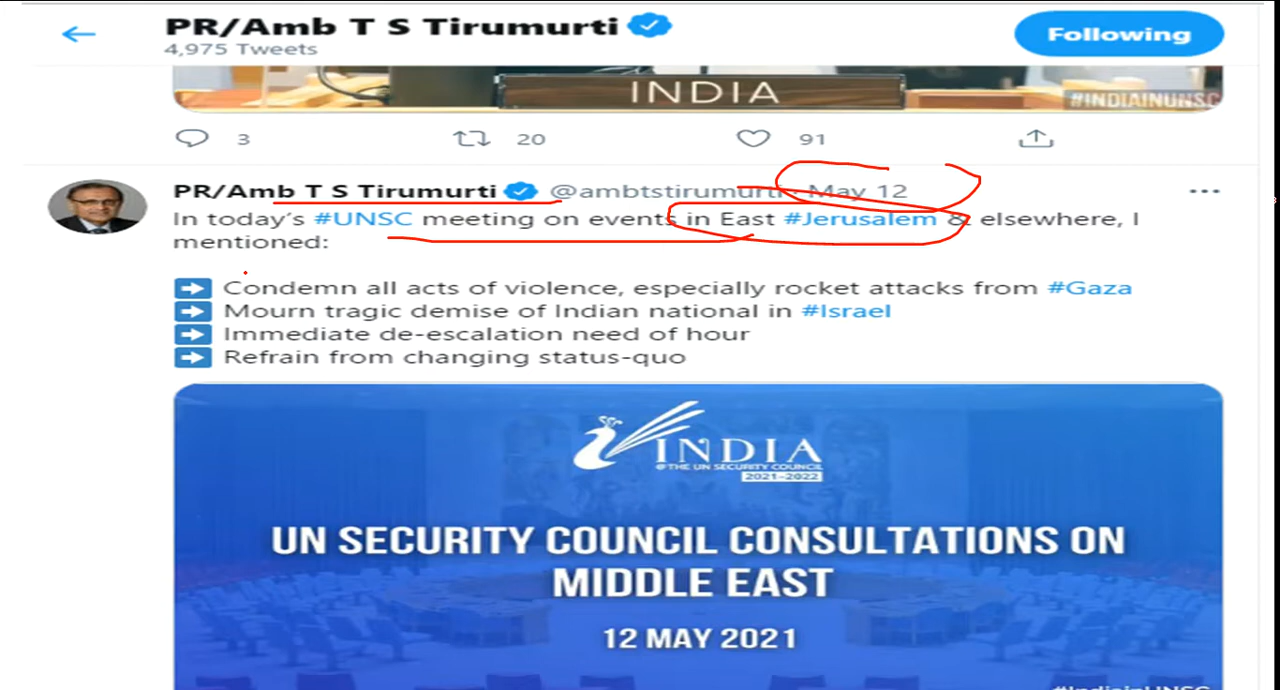 PR/Amb T S Tirumurti
4,975 Tweets
Following
INDIA
#INDIAINUNSC
3 20 91
PR/Amb T S Tirumurti @ambtstirumurti · May 12
In today's #UNSC meeting on events in East #Jerusalem & elsewhere, I
mentioned:
Condemn all acts of violence, especially rocket attacks from #Gaza
Mourn tragic demise of Indian national in #Israel
Immediate de-escalation need of hour
Refrain from changing status-quo
INDIA
@THE UN SECURITY COUNCIL
2021-2022
UN SECURITY COUNCIL CONSULTATIONS ON
MIDDLE EAST
12 MAY 2021
#IndiainUNSC